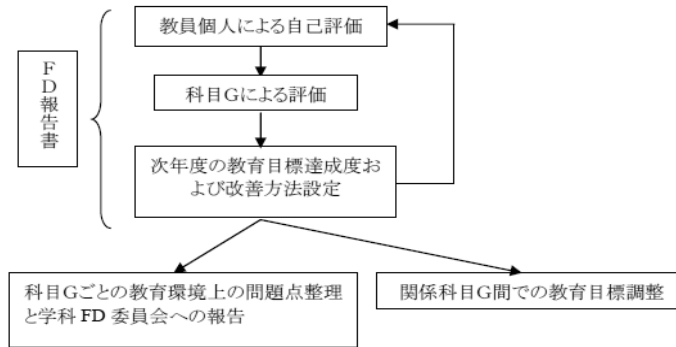 教員個人による自己評価
FD報告書
科目Gによる評価
次年度の教育目標達成度お
よび改善方法設定
科目Gごとの教育環境上の問題点整理
と学科 FD 委員会への報告
関係科目G間での教育目標調整